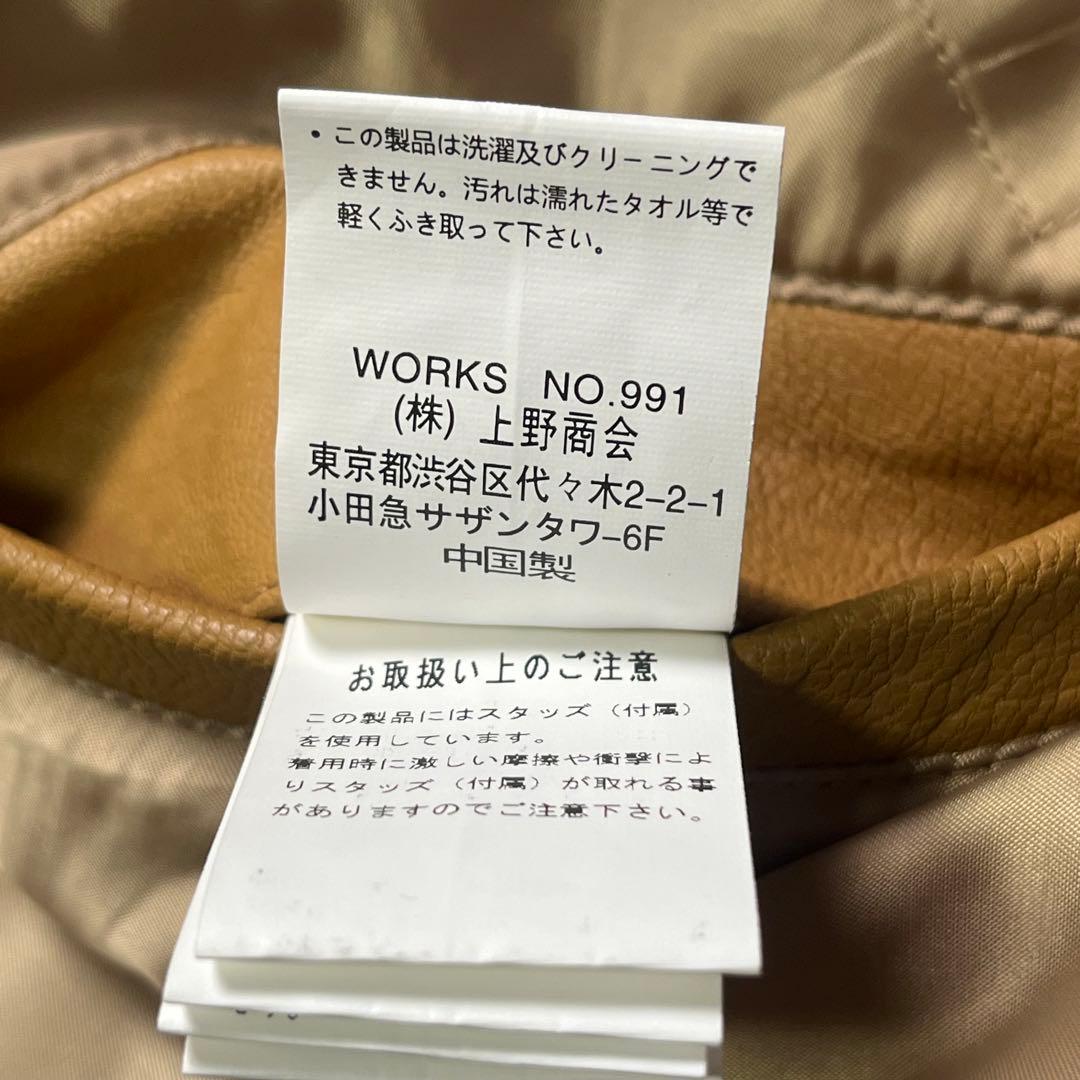 ・この製品は洗濯及びクリーニングで
きません。汚れは濡れたタオル等で
軽くふき取って下さい。
WORKS NO.991
(株) 上野商会
東京都渋谷区代々木2-2-1
小田急サザンタワー6F
中国製
お取扱い上のご注意
この製品にはスタッズ（付属）
を使用しています。
着用時に激しい摩擦や衝撃によ
りスタッズ（付属）が取れる事
がありますのでご注意下さい。